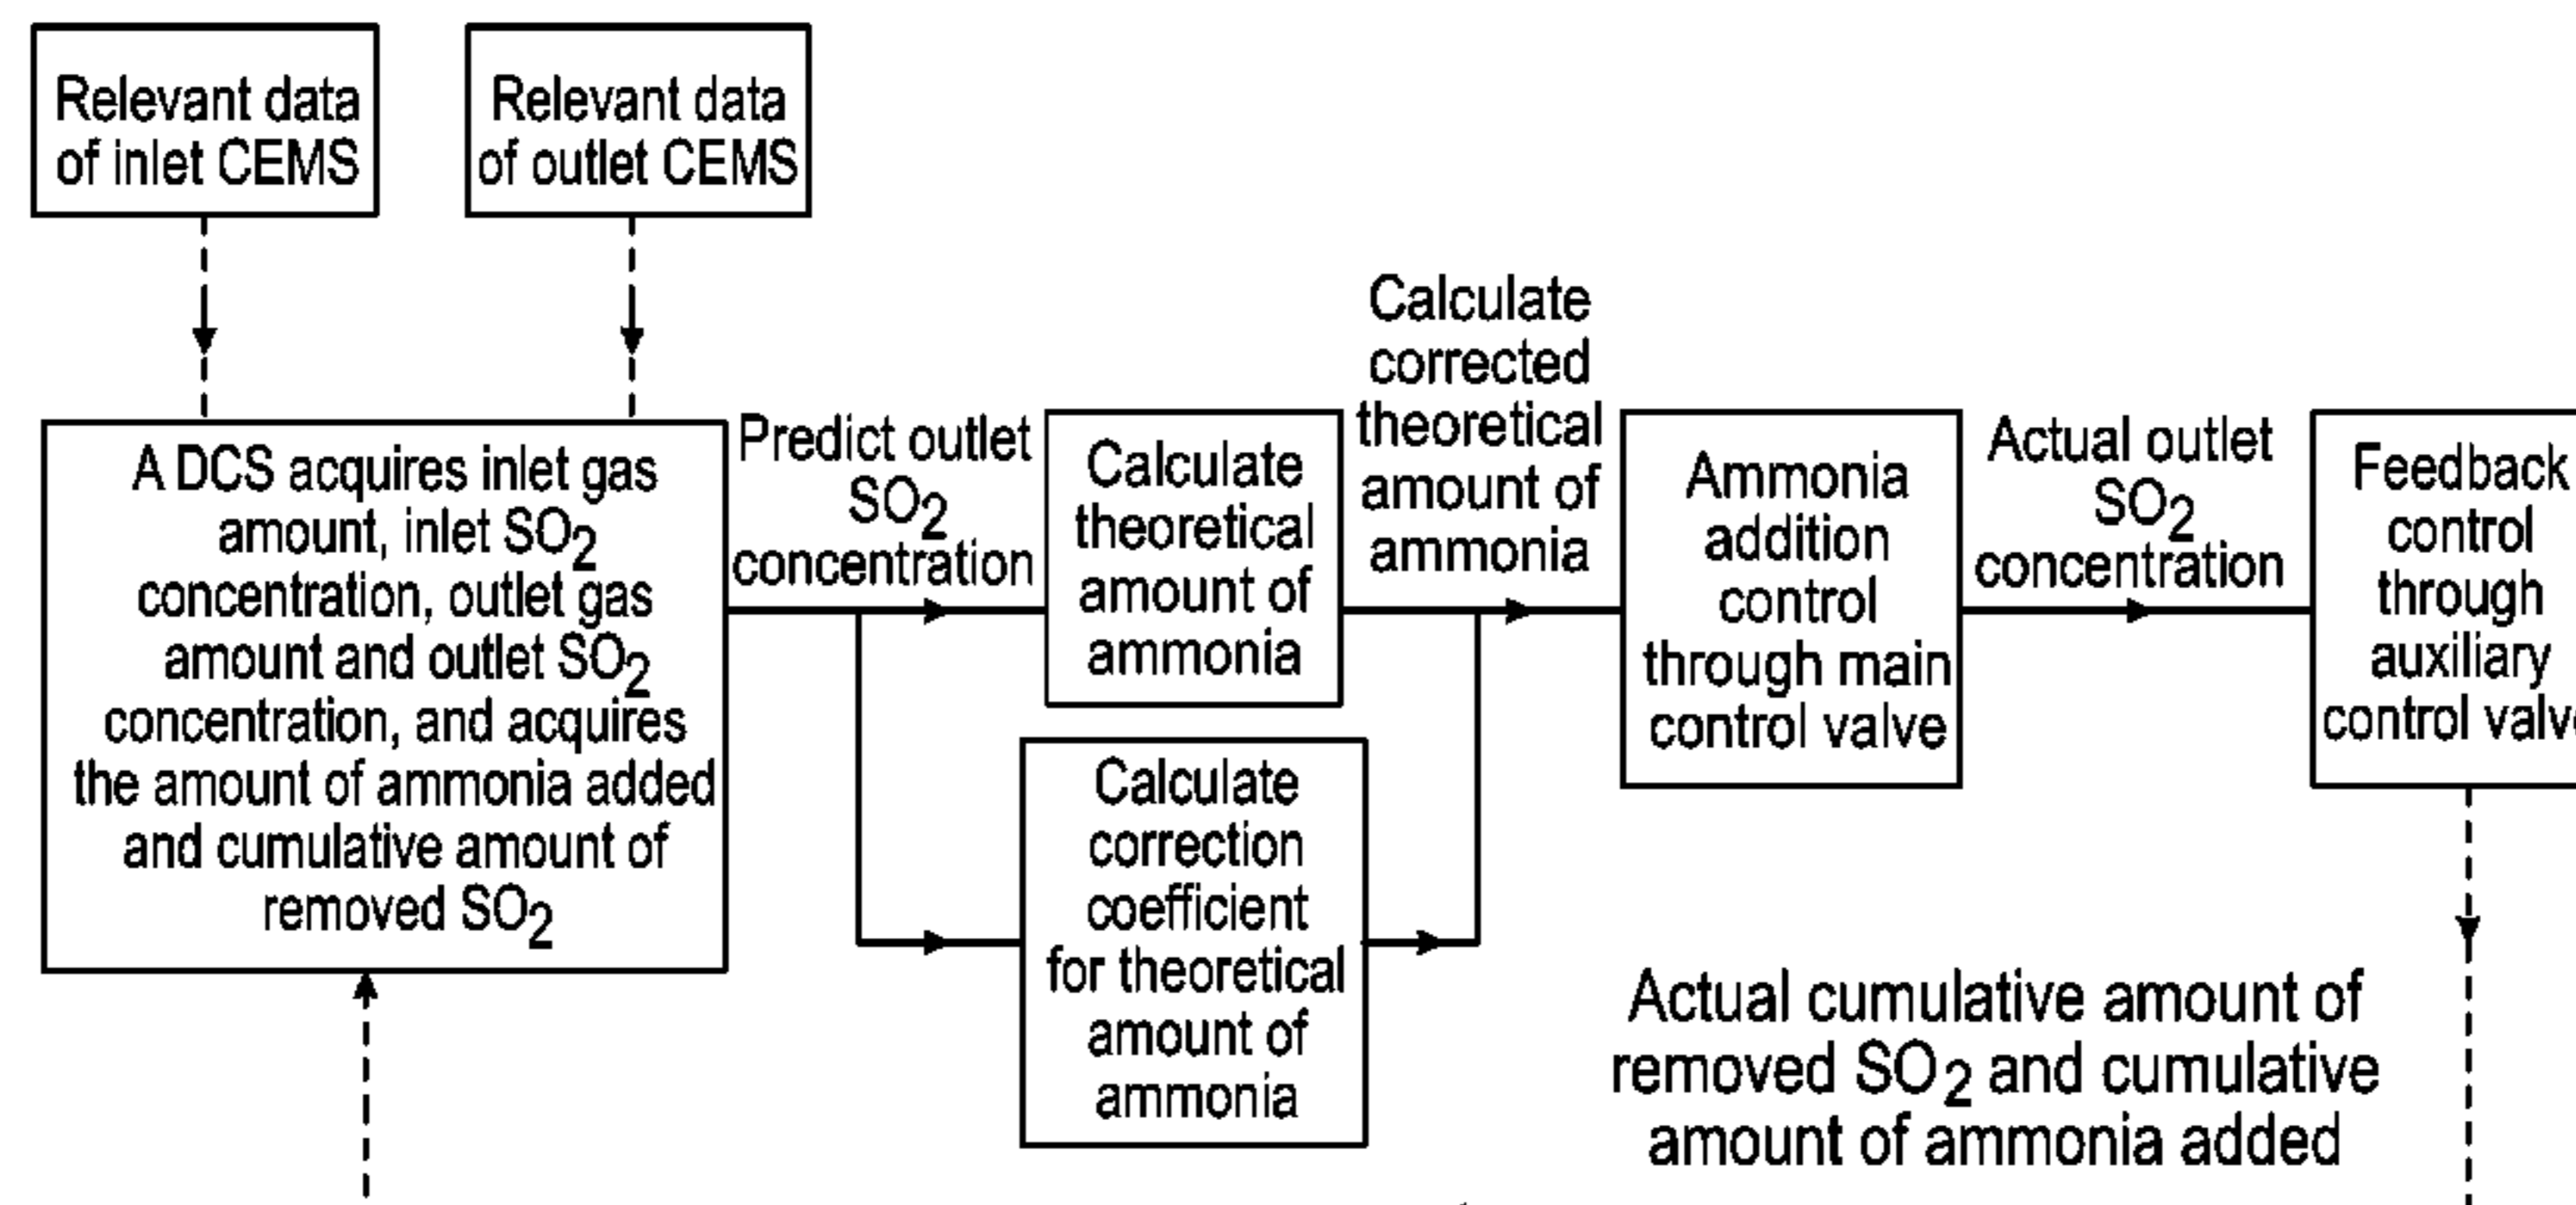 Relevant data
of inlet CEMS
Relevant data
of outlet CEMS
A DCS acquires inlet gas
amount, inlet SO2
concentration, outlet gas
amount and outlet SO2
concentration, and acquires
the amount of ammonia added
and cumulative amount of
removed SO2
Predict outlet
SO2
concentration
Calculate
theoretical
amount of
ammonia
Calculate
correction
coefficient
for theoretical
amount of
ammonia
Calculate
corrected
theoretical
amount of
ammonia
Ammonia
addition
control
through main
control valve
Actual outlet
SO2
concentration
Feedback
control
through
auxiliary
control valve
Actual cumulative amount of
removed SO2 and cumulative
amount of ammonia added